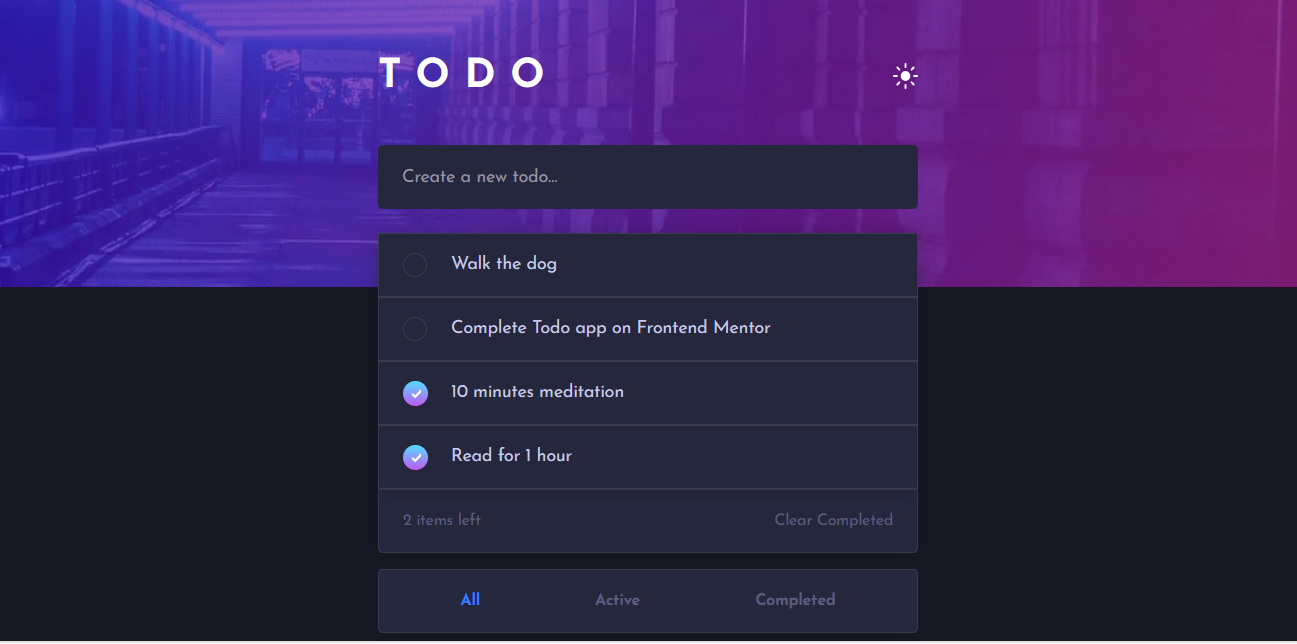 TODO
Create a new todo...
Walk the dog
Complete Todo app on Frontend Mentor
10 minutes meditation
Read for 1 hour
2 items left Clear Completed
All Active Completed